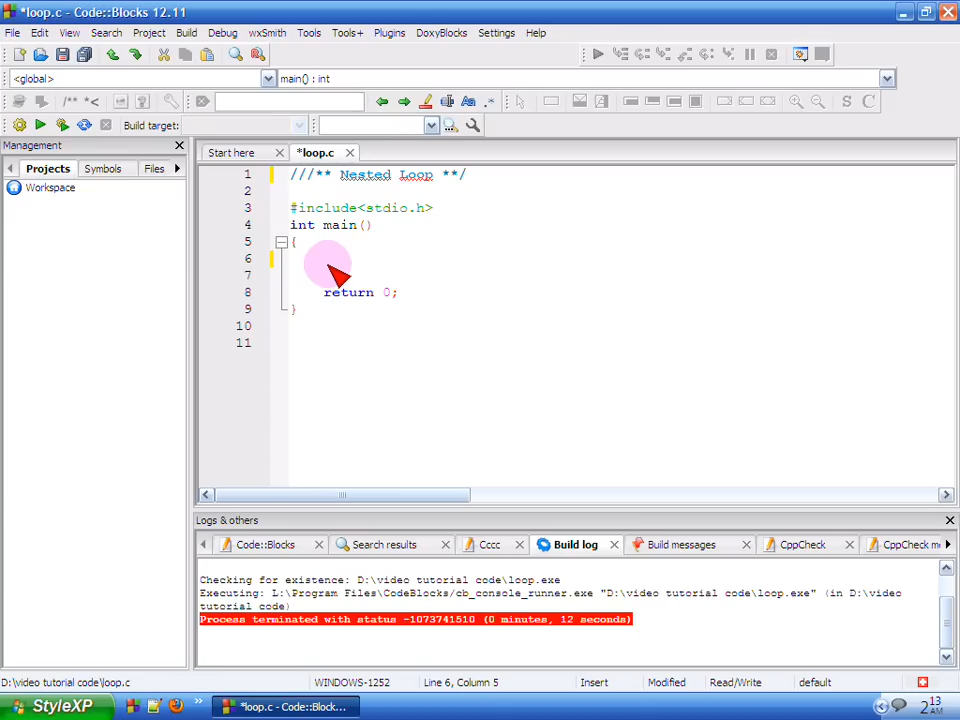 *loop.c - Code::Blocks 12.11
File Edit View Search Project Build Debug wxSmith Tools Tools+ Plugins DoxyBlocks Settings Help
<global> main() : int
/** *< Aa .* S C
Build target:
Management
Projects Symbols Files
Workspace
Start here *loop.c
1 ///** Nested Loop **/
2
3 #include<stdio.h>
4 int main()
5 {
6
7
8 return 0;
9 }
10
11
Logs & others
Code::Blocks Search results Cccc Build log Build messages CppCheck CppCheck me
Checking for existence: D:\video tutorial code\loop.exe
Executing: L:\Program Files\CodeBlocks/cb_console_runner.exe "D:\video tutorial code\loop.exe" (in D:\video
tutorial code)
Process terminated with status -1073741510 (0 minutes, 12 seconds)
D:\video tutorial code\loop.c WINDOWS-1252 Line 6, Column 5 Insert Modified Read/Write default
StyleXP *loop.c - Code::Block... 2 13 AM